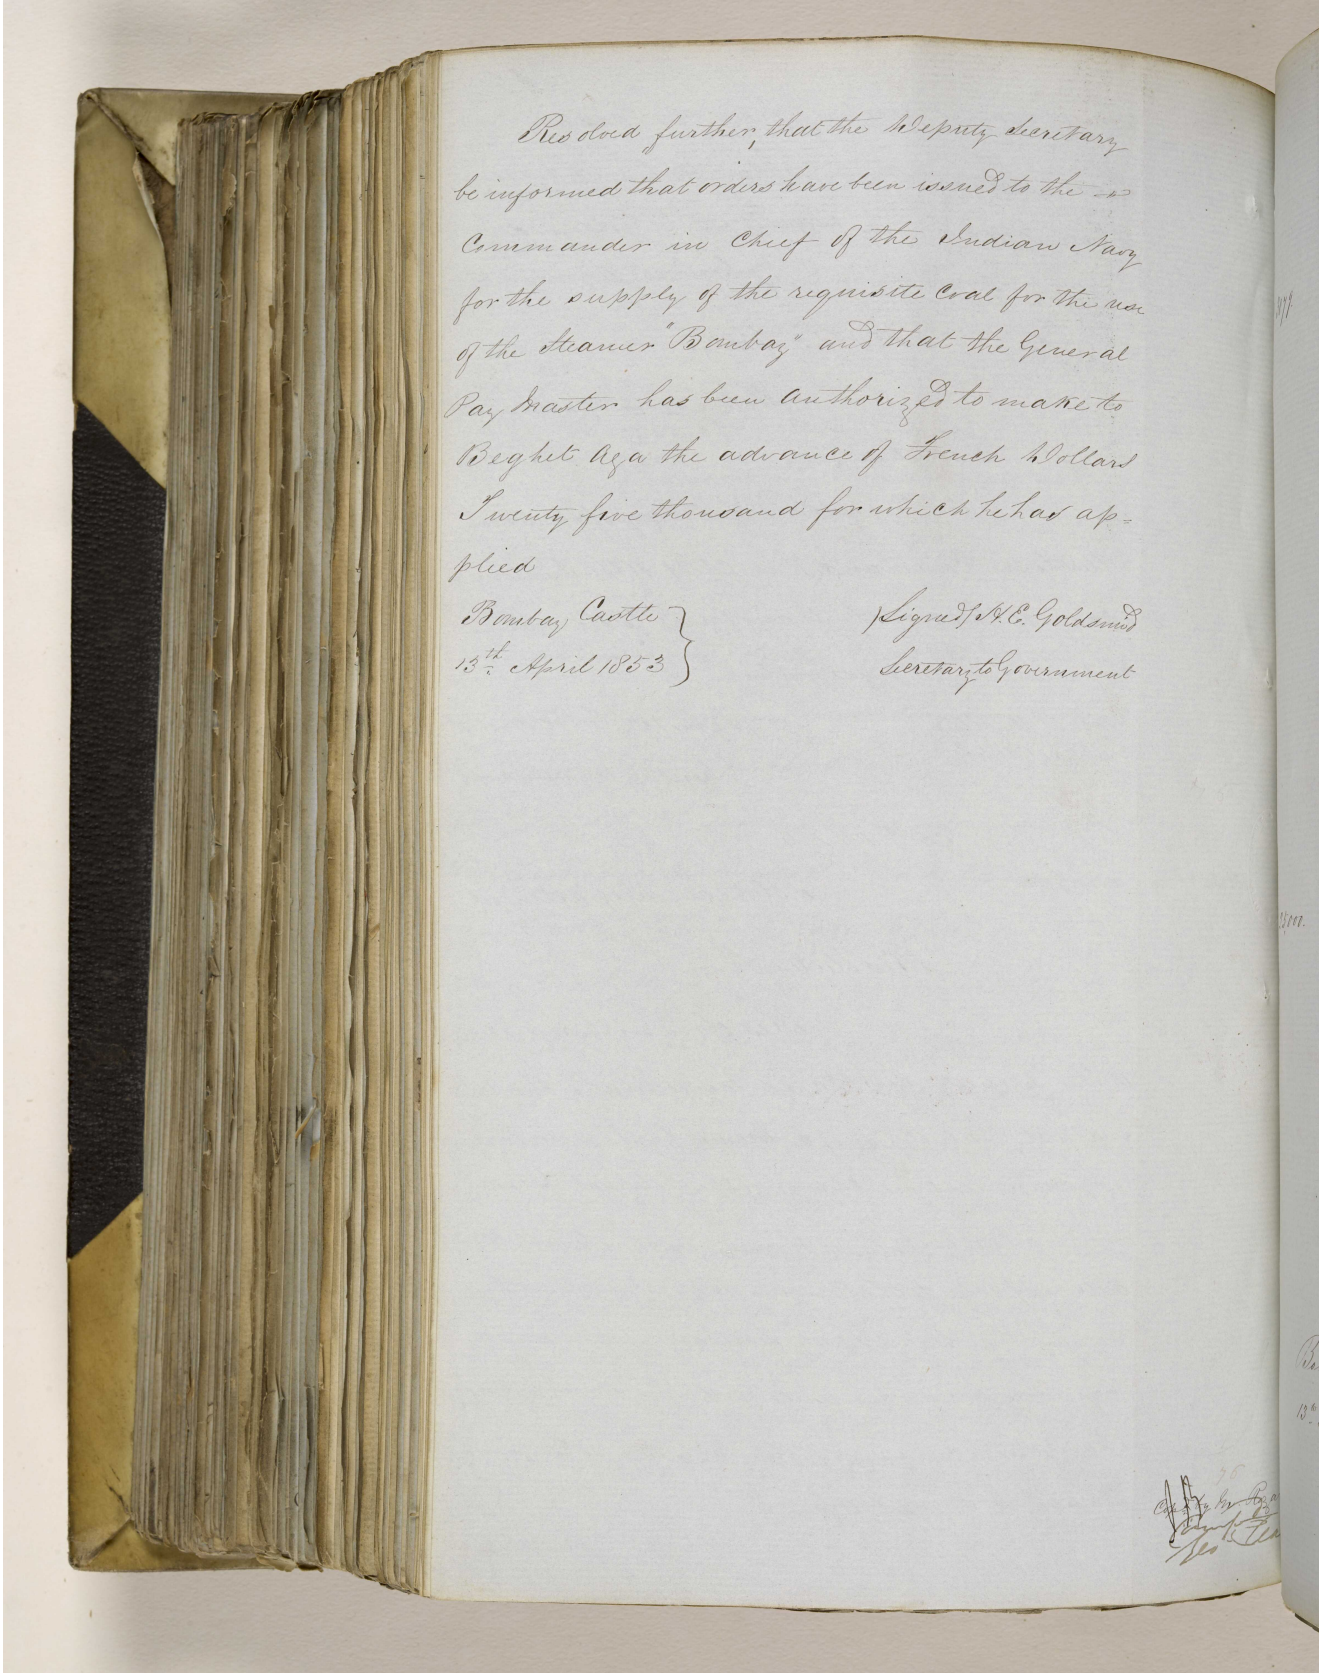 Resolved further, that the Deputy Secretary
be informed that orders have been issued to the
Commander in Chief of the Indian Navy
for the supply of the requisite Coal for the use
of the Steamer "Bombay" and that the General
Pay Master has been authorized to make to
Beghet Aga the advance of French Dollars
Twenty five thousand for which he has ap=
plied
Bombay Castle
13th April 1853
(Signed) H. E. Goldsmid
Secretary to Government
25,000.
13th